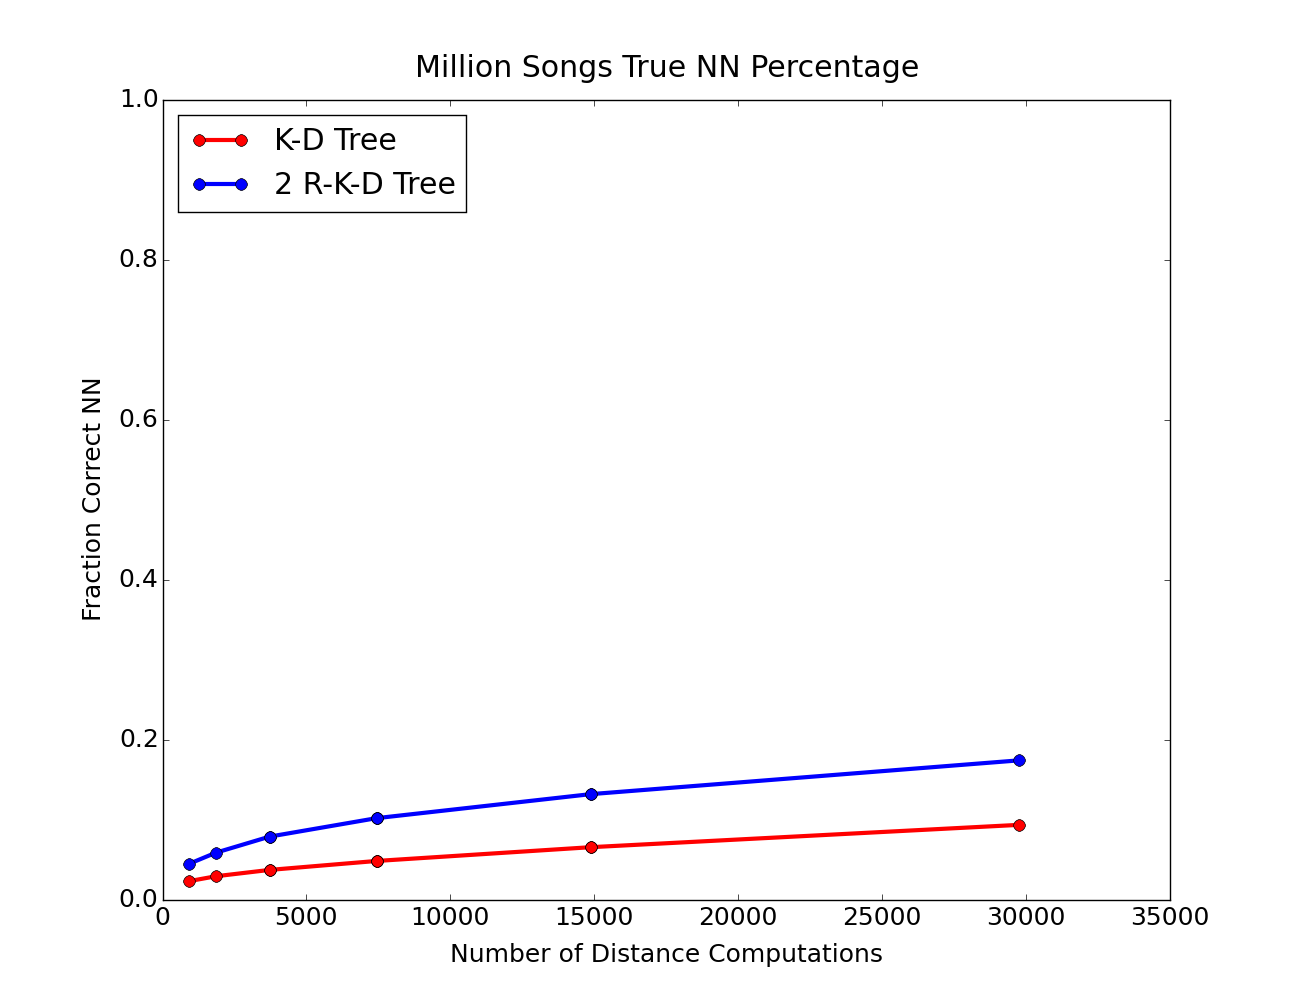 Million Songs True NN Percentage
K-D Tree
2 R-K-D Tree
1.0
0.8
0.6
0.4
0.2
0.0
Fraction Correct NN
0 5000 10000 15000 20000 25000 30000 35000
Number of Distance Computations